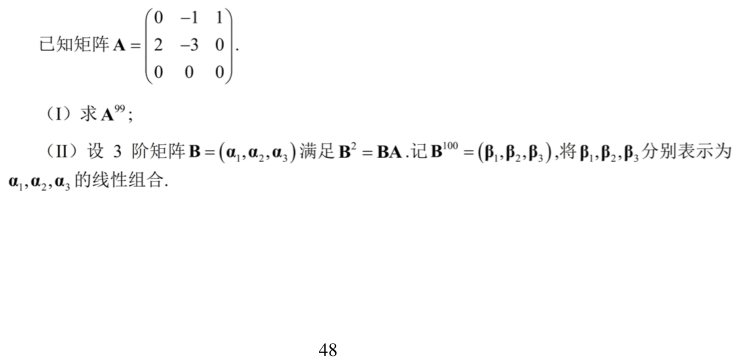 已知矩阵 A = (0 −1 1
2 −3 0
0 0 0).
（I）求 A⁹⁹;
（II）设 3 阶矩阵 B = (α₁,α₂,α₃) 满足 B² = BA .记 B¹⁰⁰ = (β₁,β₂,β₃),将 β₁,β₂,β₃ 分别表示为
α₁,α₂,α₃ 的线性组合.
48